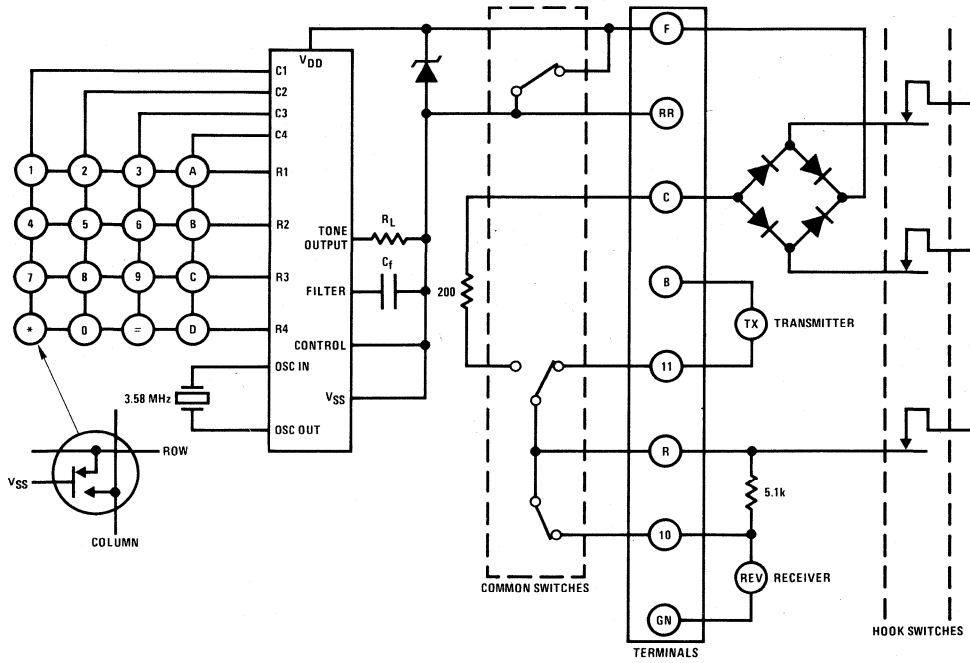 VDD
F
C1
C2
C3
C4
RR
1 2 3 A R1
C
4 5 6 B R2
TONE OUTPUT
RL
7 8 9 C R3
FILTER
Cf
200
B
TX TRANSMITTER
* 0 = D R4
CONTROL
11
OSC IN
3.58 MHz
VSS
OSC OUT
ROW
R
VSS
5.1k
COLUMN
10
REV RECEIVER
COMMON SWITCHES
GN
HOOK SWITCHES
TERMINALS